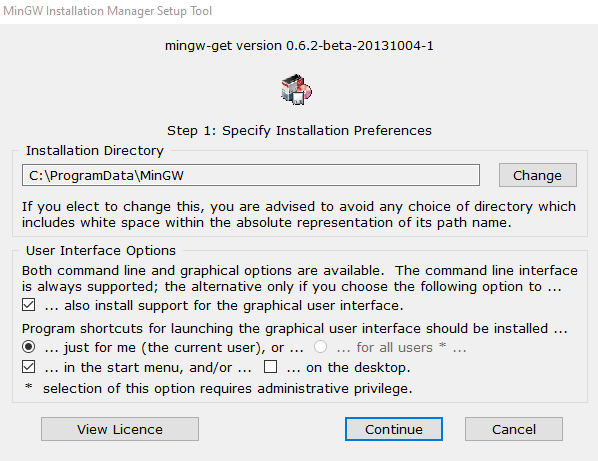 MinGW Installation Manager Setup Tool
mingw-get version 0.6.2-beta-20131004-1
Step 1: Specify Installation Preferences
Installation Directory
C:\ProgramData\MinGW
Change
If you elect to change this, you are advised to avoid any choice of directory which
includes white space within the absolute representation of its path name.
User Interface Options
Both command line and graphical options are available.  The command line interface
is always supported; the alternative only if you choose the following option to ...
... also install support for the graphical user interface.
Program shortcuts for launching the graphical user interface should be installed ...
... just for me (the current user), or ... ... for all users * ...
... in the start menu, and/or ... ... on the desktop.
* selection of this option requires administrative privilege.
View Licence Continue Cancel